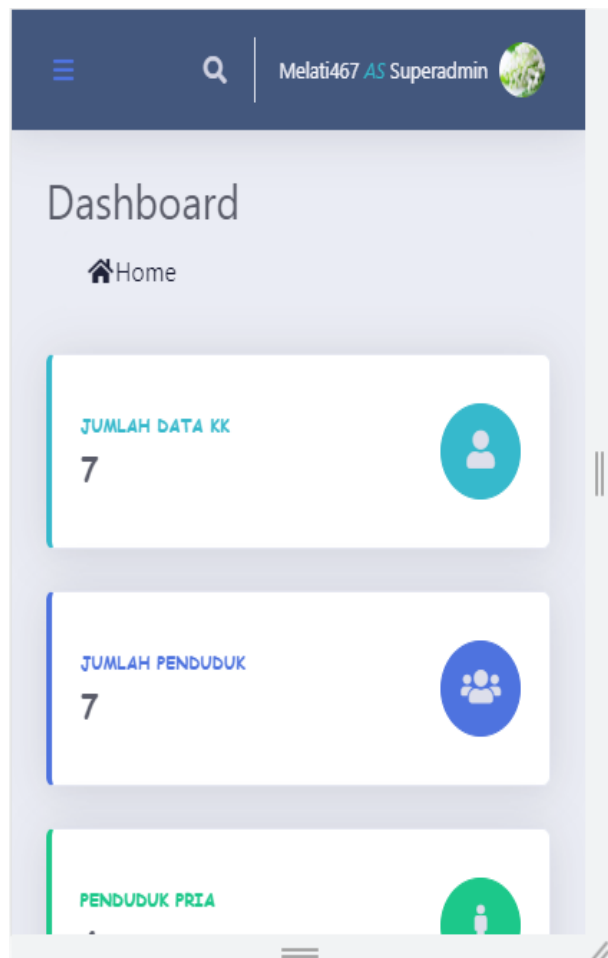 Melati467 AS Superadmin
Dashboard
Home
JUMLAH DATA KK
7
JUMLAH PENDUDUK
7
PENDUDUK PRIA